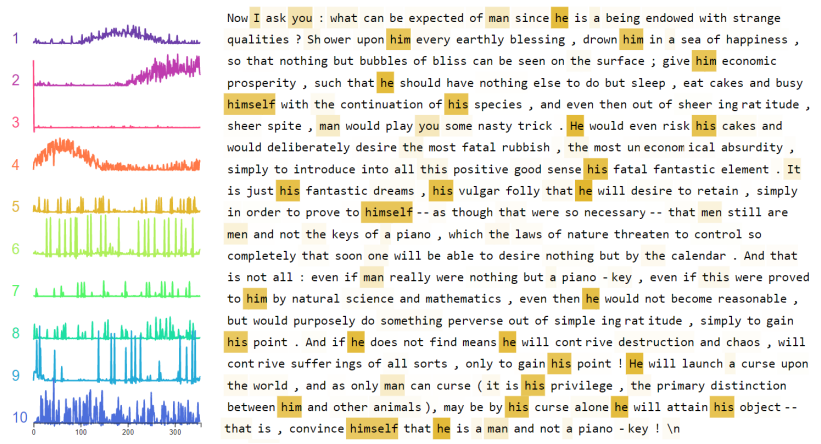 1
2
3
4
5
6
7
8
9
10
0 100 200 300
Now I ask you : what can be expected of man since he is a being endowed with strange
qualities ? Sh ower upon him every earthly blessing , drown him in a sea of happiness ,
so that nothing but bubbles of bliss can be seen on the surface ; give him economic
prosperity , such that he should have nothing else to do but sleep , eat cakes and busy
himself with the continuation of his species , and even then out of sheer ing rat itude ,
sheer spite , man would play you some nasty trick . He would even risk his cakes and
would deliberately desire the most fatal rubbish , the most un econom ical absurdity ,
simply to introduce into all this positive good sense his fatal fantastic element . It
is just his fantastic dreams , his vulgar folly that he will desire to retain , simply
in order to prove to himself -- as though that were so necessary -- that men still are
men and not the keys of a piano , which the laws of nature threaten to control so
completely that soon one will be able to desire nothing but by the calendar . And that
is not all : even if man really were nothing but a piano - key , even if this were proved
to him by natural science and mathematics , even then he would not become reasonable ,
but would purposely do something perverse out of simple ing rat itude , simply to gain
his point . And if he does not find means he will cont rive destruction and chaos , will
cont rive suffer ings of all sorts , only to gain his point ! He will launch a curse upon
the world , and as only man can curse ( it is his privilege , the primary distinction
between him and other animals ), may be by his curse alone he will attain his object --
that is , convince himself that he is a man and not a piano - key ! \n